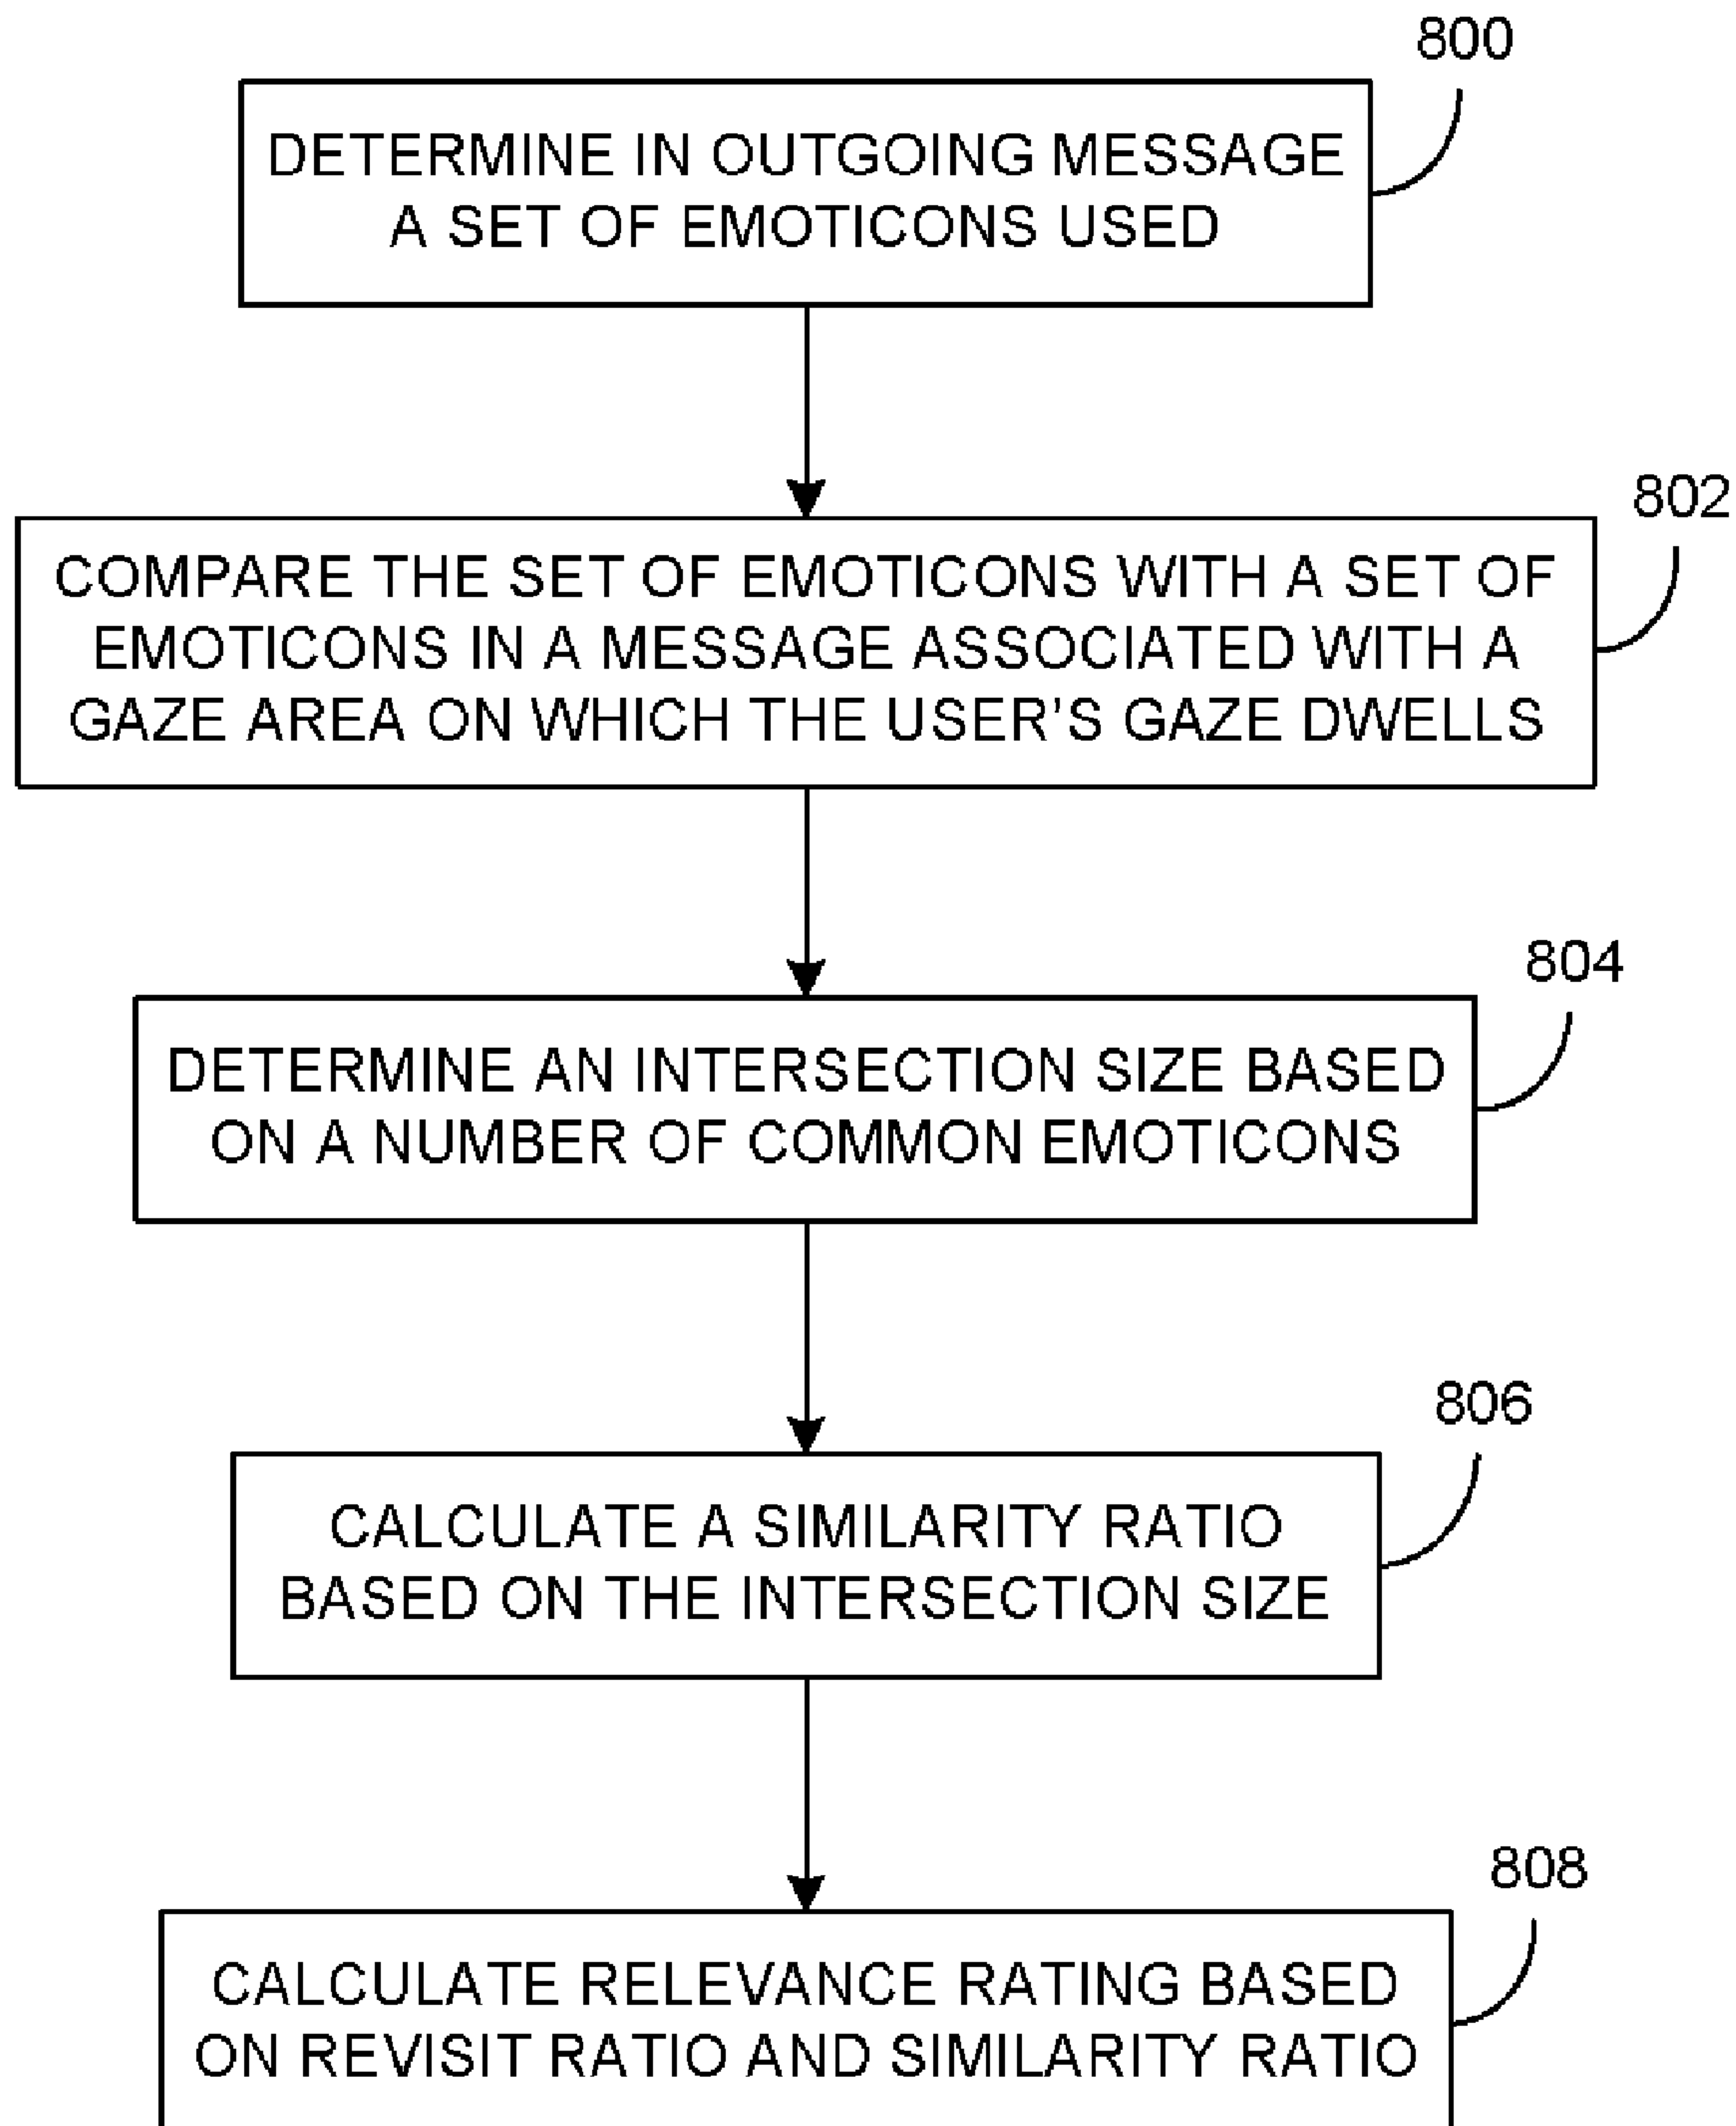 800
DETERMINE IN OUTGOING MESSAGE
A SET OF EMOTICONS USED
802
COMPARE THE SET OF EMOTICONS WITH A SET OF
EMOTICONS IN A MESSAGE ASSOCIATED WITH A
GAZE AREA ON WHICH THE USER'S GAZE DWELLS
804
DETERMINE AN INTERSECTION SIZE BASED
ON A NUMBER OF COMMON EMOTICONS
806
CALCULATE A SIMILARITY RATIO
BASED ON THE INTERSECTION SIZE
808
CALCULATE RELEVANCE RATING BASED
ON REVISIT RATIO AND SIMILARITY RATIO